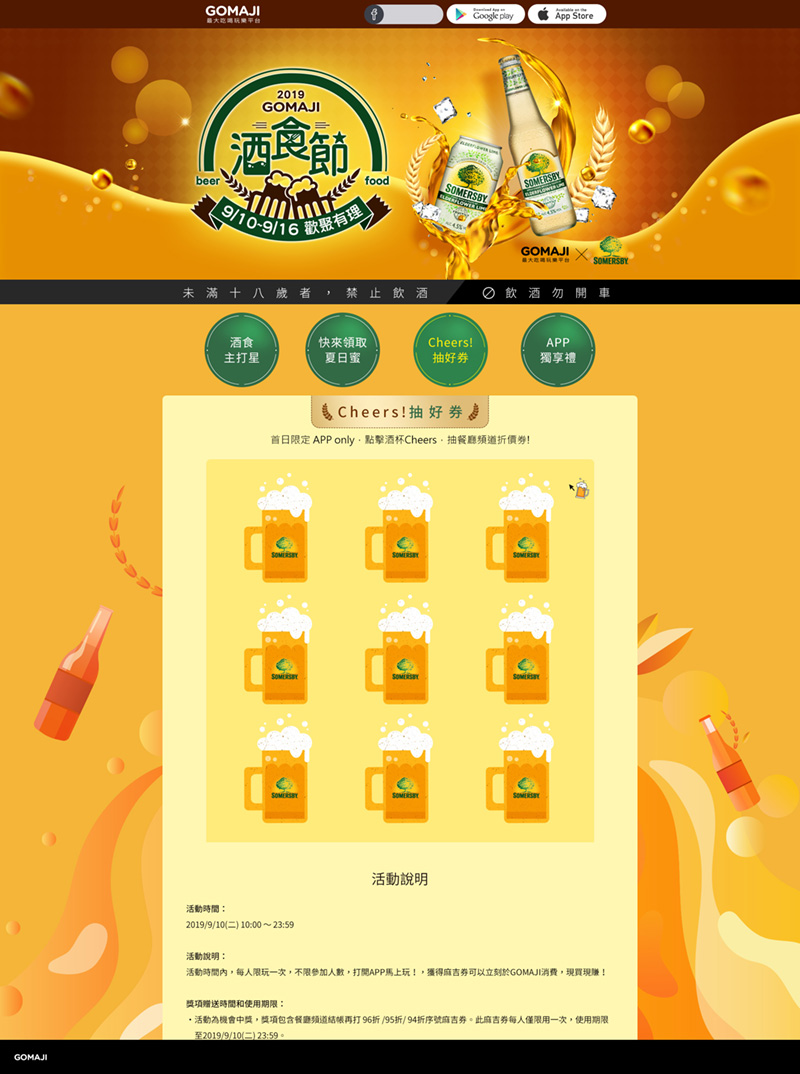 GOMAJI
最大吃喝玩樂平台
Download App on
Google play
Available on the
App Store
2019
GOMAJI
酒食節
beer
food
9/10-9/16 歡聚有理
ELDERFLOWER LIME
SOMERSBY
ELDERFLOWER LIME
ALC 4.5% VOL
SOMERSBY
ELDERFLOWER LIME
ALC 4.5% VOL
GOMAJI
最大吃喝玩樂平台
SOMERSBY
未滿十八歲者，禁止飲酒
飲酒勿開車
酒食
主打星
快來領取
夏日蜜
Cheers!
抽好券
APP
獨享禮
Cheers!抽好券
首日限定 APP only，點擊酒杯Cheers，抽餐廳頻道折價券!
SOMERSBY
SOMERSBY
SOMERSBY
SOMERSBY
SOMERSBY
SOMERSBY
SOMERSBY
SOMERSBY
SOMERSBY
活動說明
活動時間：
2019/9/10(二) 10:00 ～ 23:59
活動說明：
活動時間內，每人限玩一次，不限參加人數，打開APP馬上玩！，獲得麻吉券可以立刻於GOMAJI消費，現買現賺！
獎項贈送時間和使用期限：
・活動為機會中獎，獎項包含餐廳頻道結帳再打 96折 /95折/ 94折序號麻吉券。此麻吉券每人僅限用一次，使用期限
至2019/9/10(二) 23:59。
GOMAJI